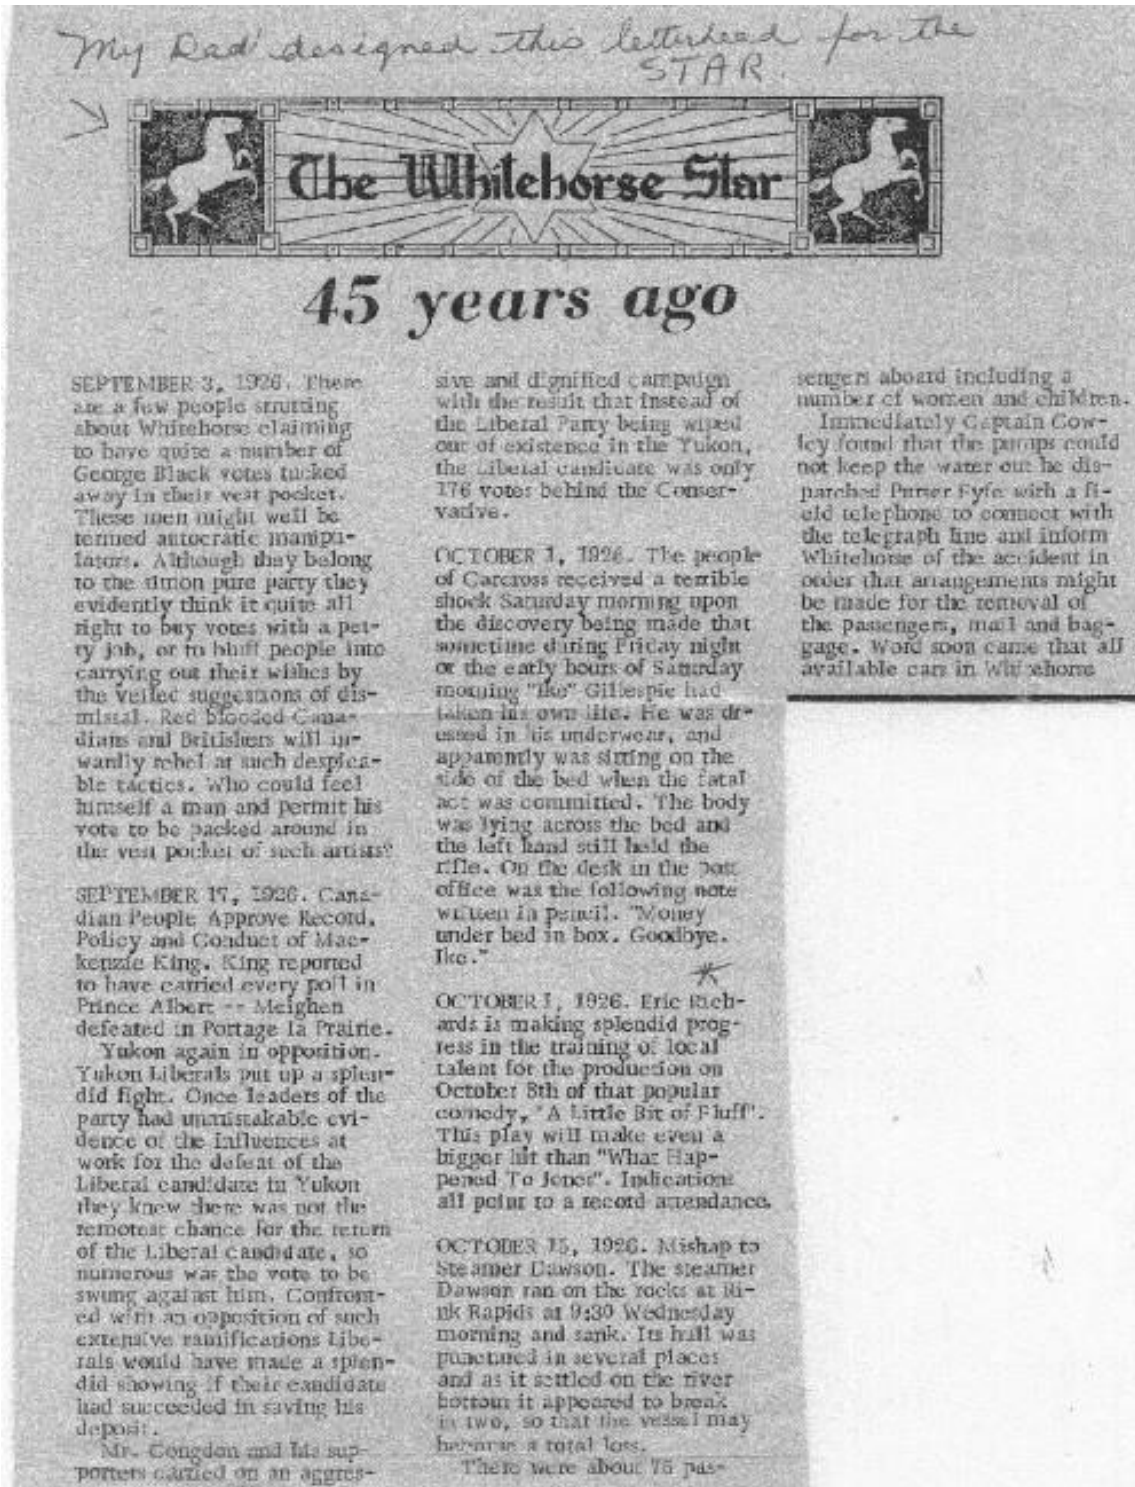 My Dad designed this letterhead for the
STAR.
The Whitehorse Star
45 years ago
SEPTEMBER 3, 1926. There
are a few people strutting
about Whitehorse claiming
to have quite a number of
George Black votes tucked
away in their vest pocket.
These men might well be
termed autocratic manipu-
lators. Although they belong
to the simon pure party they
evidently think it quite all
right to buy votes with a pet-
ty job, or to bluff people into
carrying out their wishes by
the veiled suggestions of dis-
missal. Red blooded Cana-
dians and Britishers will in-
wardly rebel at such despica-
ble tactics. Who could feel
himself a man and permit his
vote to be packed around in
the vest pocket of such artists?
SEPTEMBER 17, 1926. Cana-
dian People Approve Record,
Policy and Conduct of Mac-
kenzie King. King reported
to have carried every poll in
Prince Albert -- Meighen
defeated in Portage la Prairie.
Yukon again in opposition.
Yukon Liberals put up a splen-
did fight. Once leaders of the
party had unmistakable evi-
dence of the influences at
work for the defeat of the
Liberal candidate in Yukon
they knew there was not the
remotest chance for the return
of the Liberal candidate, so
numerous was the vote to be
swung against him. Confront-
ed with an opposition of such
extensive ramifications Libe-
rals would have made a splen-
did showing if their candidate
had succeeded in saving his
deposit.
Mr. Congdon and his sup-
porters carried on an aggres-
sive and dignified campaign
with the result that instead of
the Liberal Party being wiped
out of existence in the Yukon,
the Liberal candidate was only
176 votes behind the Conser-
vative.
OCTOBER 1, 1926. The people
of Carcross received a terrible
shock Saturday morning upon
the discovery being made that
sometime during Friday night
or the early hours of Saturday
morning "Ike" Gillespie had
taken his own life. He was dr-
essed in his underwear, and
apparently was sitting on the
side of the bed when the fatal
act was committed. The body
was lying across the bed and
the left hand still held the
rifle. On the desk in the post
office was the following note
written in pencil. "Money
under bed in box. Goodbye.
Ike."
OCTOBER 1, 1926. Eric Rich-
ards is making splendid prog-
ress in the training of local
talent for the production on
October 8th of that popular
comedy, "A Little Bit of Fluff".
This play will make even a
bigger hit than "What Hap-
pened To Jones". Indications
all point to a record attendance.
OCTOBER 15, 1926. Mishap to
Steamer Dawson. The steamer
Dawson ran on the rocks at Ri-
nk Rapids at 9:30 Wednesday
morning and sank. Its hull was
punctured in several places
and as it settled on the river
bottom it appeared to break
in two, so that the vessel may
become a total loss.
There were about 75 pas-
sengers aboard including a
number of women and children.
Immediately Captain Cow-
ley found that the pumps could
not keep the water out he dis-
patched Purser Fyfe with a fi-
eld telephone to connect with
the telegraph line and inform
Whitehorse of the accident in
order that arrangements might
be made for the removal of
the passengers, mail and bag-
gage. Word soon came that all
available cars in Whitehorse